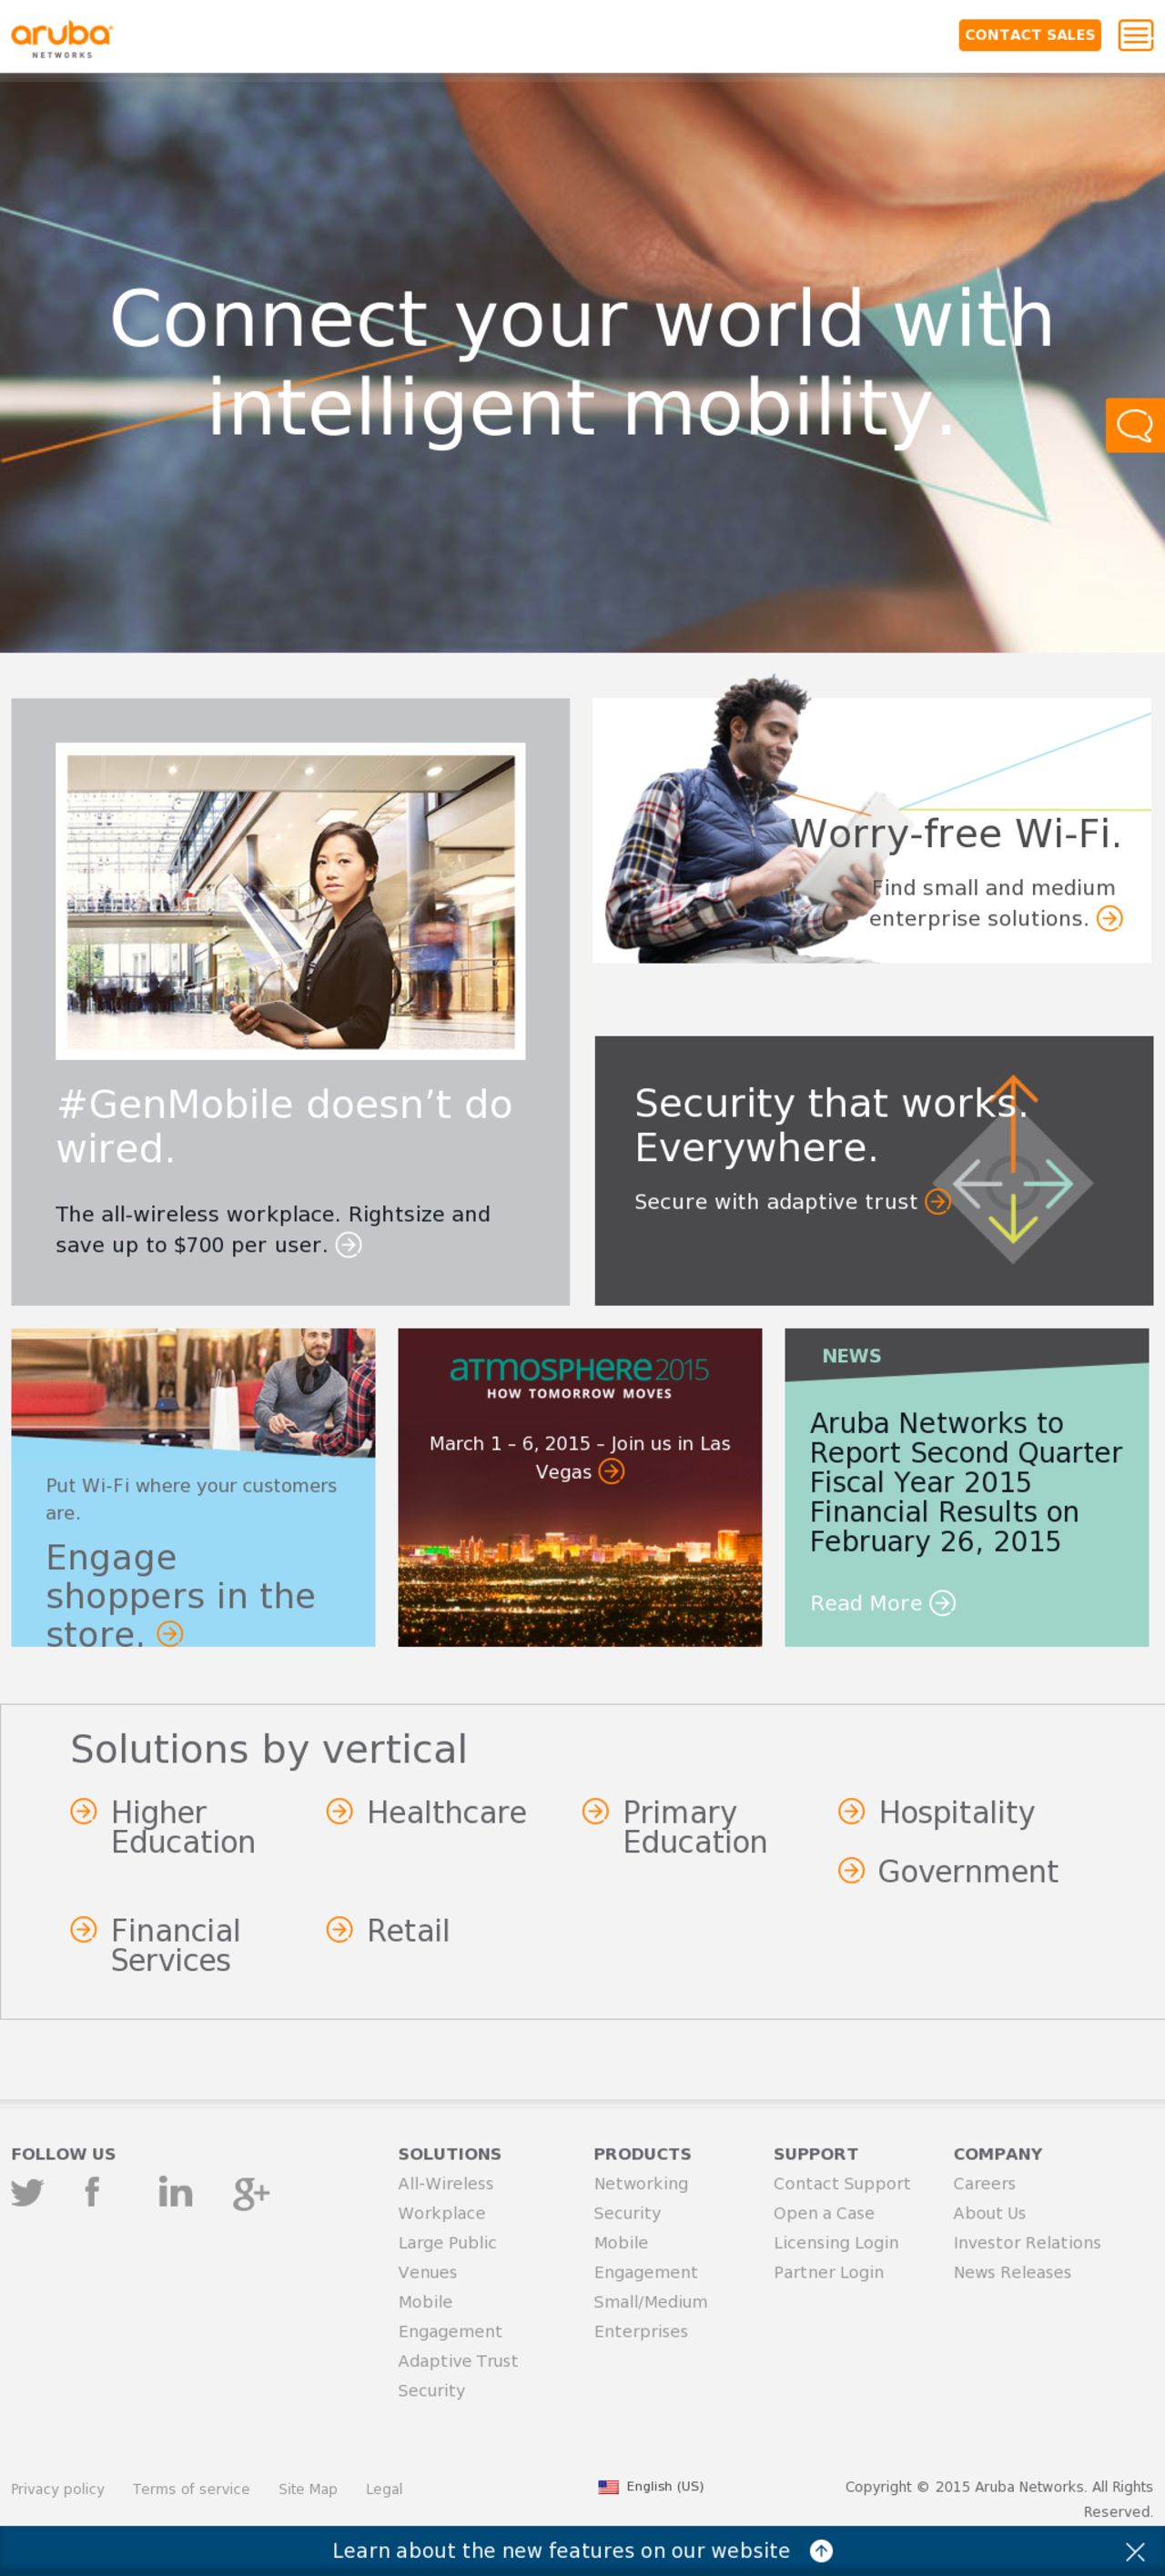 aruba
NETWORKS
CONTACT SALES
Connect your world with
intelligent mobility.
Worry-free Wi-Fi.
Find small and medium
enterprise solutions.
#GenMobile doesn’t do
wired.
The all-wireless workplace. Rightsize and
save up to $700 per user.
Security that works.
Everywhere.
Secure with adaptive trust
Put Wi-Fi where your customers
are.
Engage
shoppers in the
store.
atmosphere 2015
HOW TOMORROW MOVES
March 1 – 6, 2015 – Join us in Las
Vegas
NEWS
Aruba Networks to
Report Second Quarter
Fiscal Year 2015
Financial Results on
February 26, 2015
Read More
Solutions by vertical
Higher
Education
Healthcare
Primary
Education
Hospitality
Government
Financial
Services
Retail
FOLLOW US
SOLUTIONS
All-Wireless
Workplace
Large Public
Venues
Mobile
Engagement
Adaptive Trust
Security
PRODUCTS
Networking
Security
Mobile
Engagement
Small/Medium
Enterprises
SUPPORT
Contact Support
Open a Case
Licensing Login
Partner Login
COMPANY
Careers
About Us
Investor Relations
News Releases
Privacy policy
Terms of service
Site Map
Legal
English (US)
Copyright © 2015 Aruba Networks. All Rights
Reserved.
Learn about the new features on our website